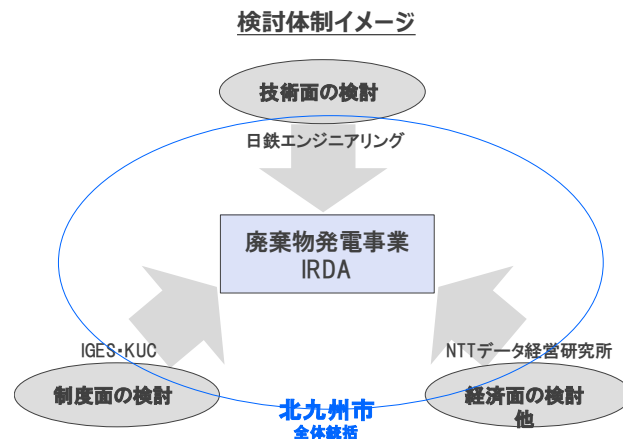 検討体制イメージ
技術面の検討
日鉄エンジニアリング
廃棄物発電事業
IRDA
IGES・KUC
NTTデータ経営研究所
制度面の検討
経済面の検討
他
北九州市
全体統括